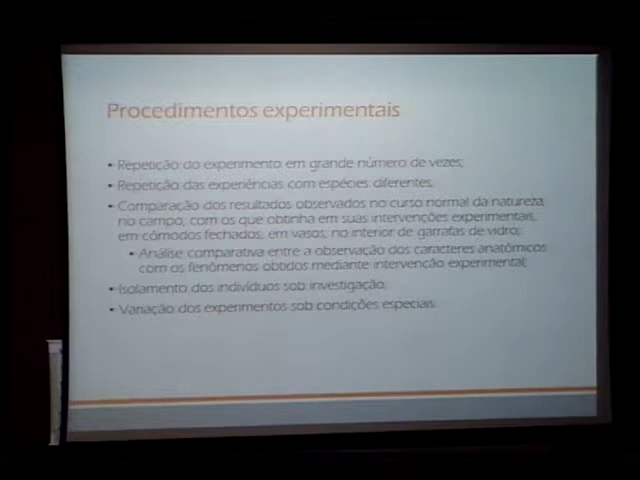 Procedimentos experimentais
• Repetição do experimento em grande número de vezes;
• Repetição das experiências com espécies diferentes;
• Comparação dos resultados observados no curso normal da natureza,
no campo, com os que obtinha em suas intervenções experimentais,
em cômodos fechados, em vasos, no interior de garrafas de vidro;
• Análise comparativa entre a observação dos caracteres anatômicos
com os fenômenos obtidos mediante intervenção experimental;
• Isolamento dos indivíduos sob investigação;
• Variação dos experimentos sob condições especiais.